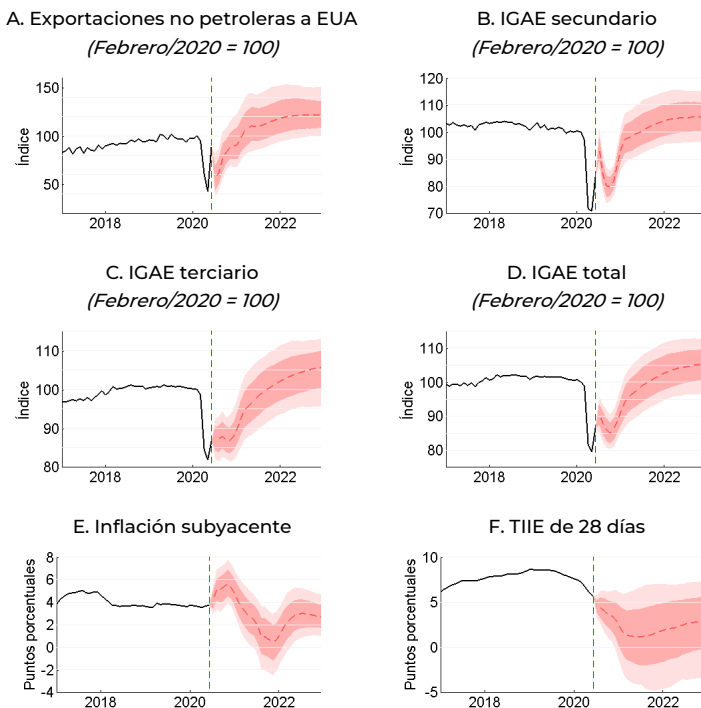 A. Exportaciones no petroleras a EUA
(Febrero/2020 = 100)
Índice
150
100
50
2018
2020
2022
B. IGAE secundario
(Febrero/2020 = 100)
Índice
120
110
100
90
80
70
2018
2020
2022
C. IGAE terciario
(Febrero/2020 = 100)
Índice
110
100
90
80
2018
2020
2022
D. IGAE total
(Febrero/2020 = 100)
Índice
110
100
90
80
2018
2020
2022
E. Inflación subyacente
Puntos porcentuales
8
6
4
2
0
-2
-4
2018
2020
2022
F. TIIE de 28 días
Puntos porcentuales
10
5
0
-5
2018
2020
2022